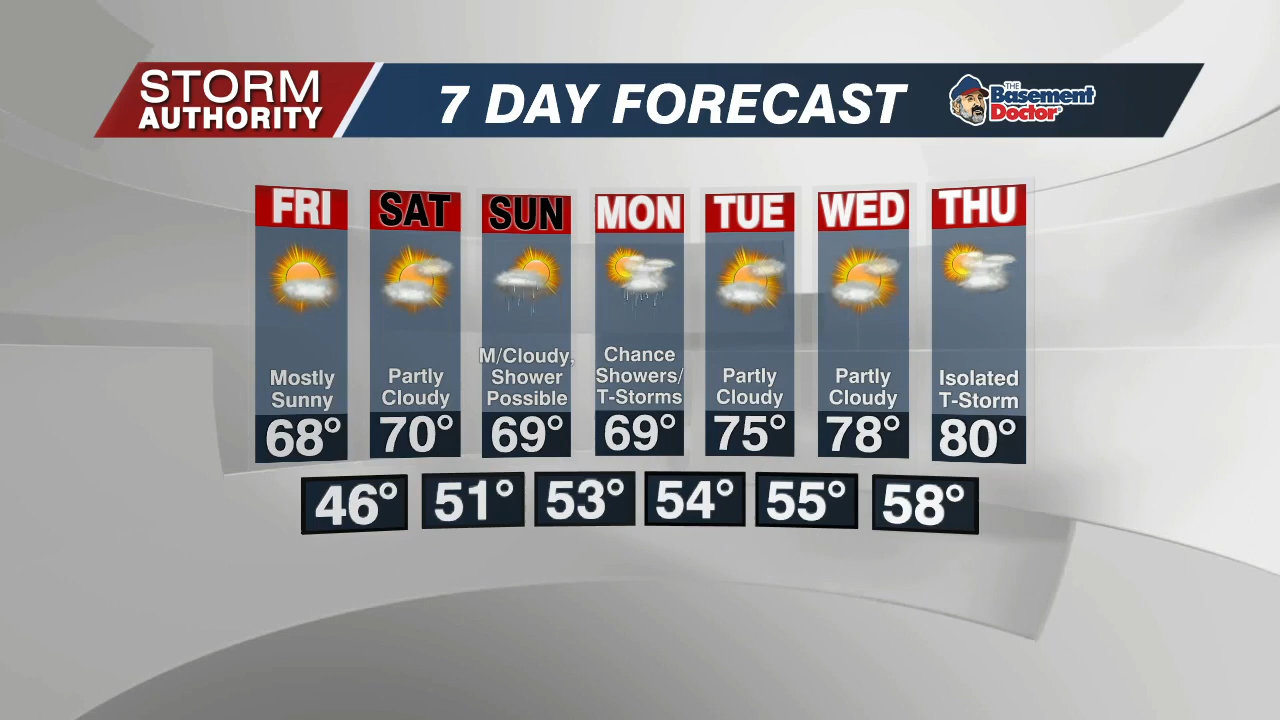 STORM
AUTHORITY
7 DAY FORECAST
THE
Basement
Doctor
FRI SAT SUN MON TUE WED THU
Mostly
Sunny
Partly
Cloudy
M/Cloudy,
Shower
Possible
Chance
Showers/
T-Storms
Partly
Cloudy
Partly
Cloudy
Isolated
T-Storm
68° 70° 69° 69° 75° 78° 80°
46° 51° 53° 54° 55° 58°